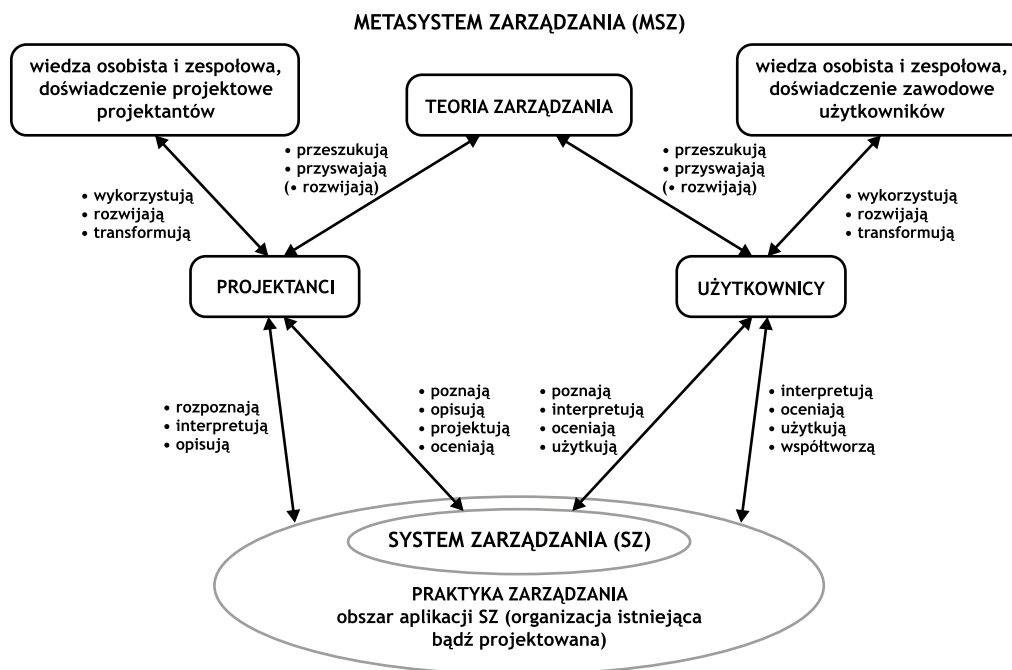 METASYSTEM ZARZĄDZANIA (MSZ)
wiedza osobista i zespołowa,
doświadczenie projektowe
projektantów
TEORIA ZARZĄDZANIA
wiedza osobista i zespołowa,
doświadczenie zawodowe
użytkowników
• wykorzystują
• rozwijają
• transformują
• przeszukują
• przyswajają
(• rozwijają)
• przeszukują
• przyswajają
(• rozwijają)
• wykorzystują
• rozwijają
• transformują
PROJEKTANCI
UŻYTKOWNICY
• rozpoznają
• interpretują
• opisują
• poznają
• opisują
• projektują
• oceniają
• poznają
• interpretują
• oceniają
• użytkują
• interpretują
• oceniają
• użytkują
• współtworzą
SYSTEM ZARZĄDZANIA (SZ)
PRAKTYKA ZARZĄDZANIA
obszar aplikacji SZ (organizacja istniejąca
bądź projektowana)